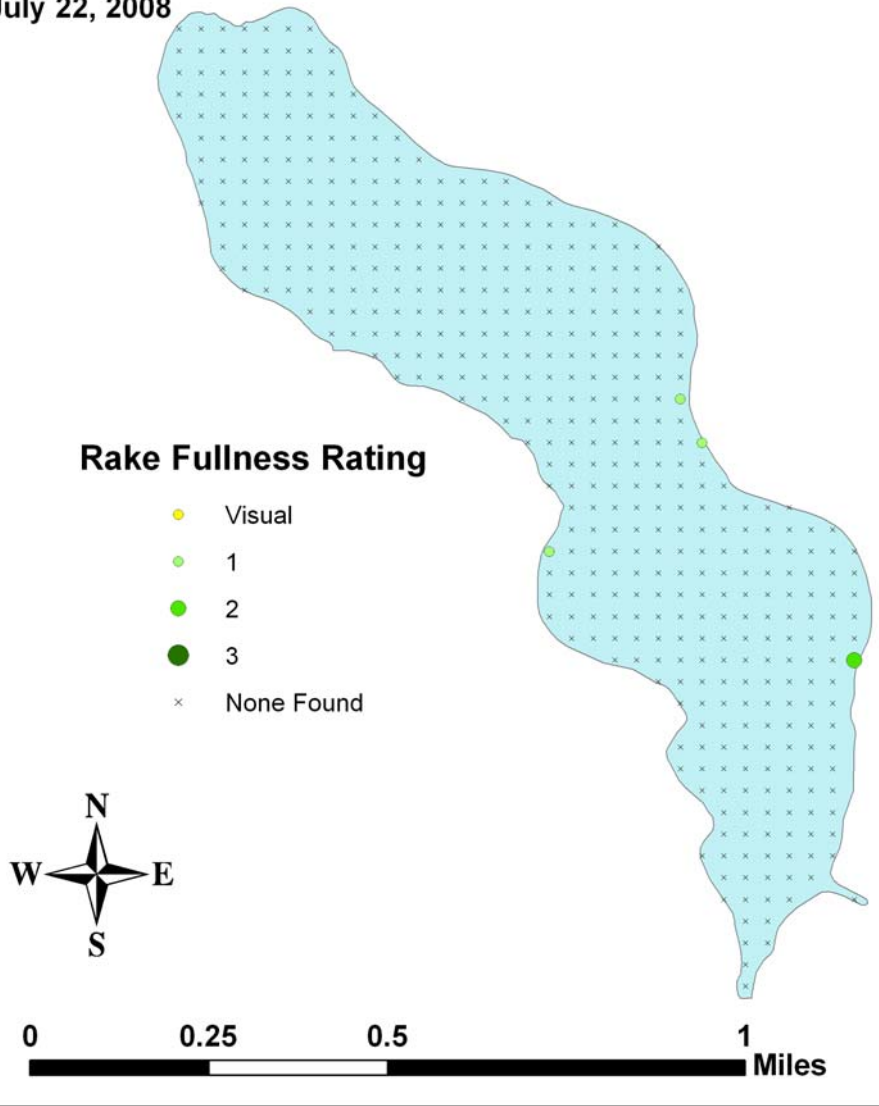 July 22, 2008
Rake Fullness Rating
Visual
1
2
3
None Found
N
W E
S
0 0.25 0.5 1
Miles